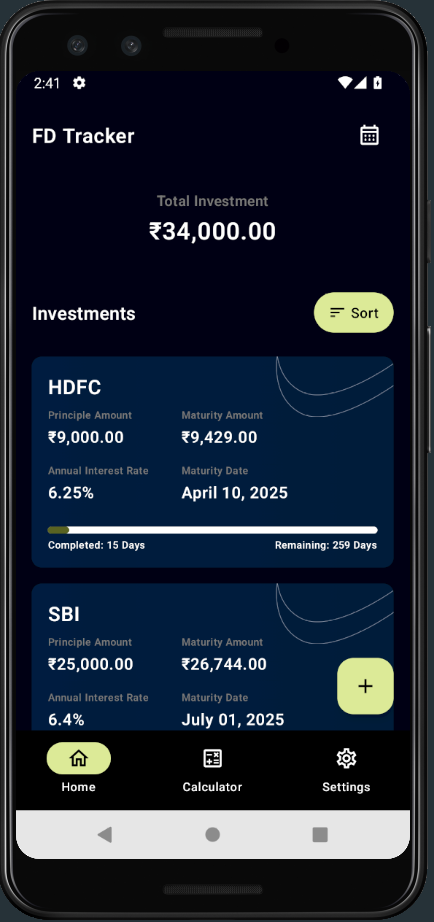 2:41
FD Tracker
Total Investment
₹34,000.00
Investments
Sort
HDFC
Principle Amount Maturity Amount
₹9,000.00 ₹9,429.00
Annual Interest Rate Maturity Date
6.25% April 10, 2025
Completed: 15 Days Remaining: 259 Days
SBI
Principle Amount Maturity Amount
₹25,000.00 ₹26,744.00
Annual Interest Rate Maturity Date
6.4% July 01, 2025
+
Home Calculator Settings